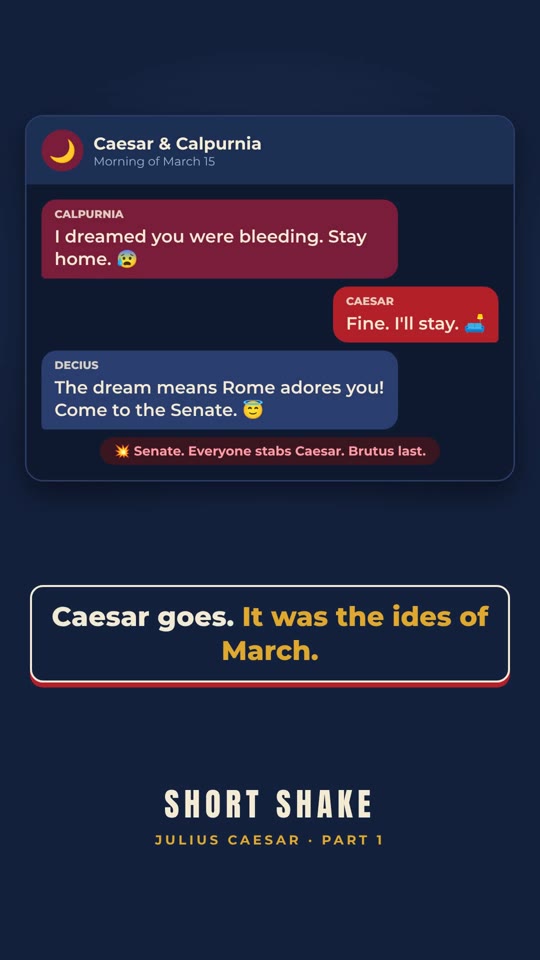 Caesar & Calpurnia
Morning of March 15
CALPURNIA
I dreamed you were bleeding. Stay
home. 😰
CAESAR
Fine. I'll stay. 🛋️
DECIUS
The dream means Rome adores you!
Come to the Senate. 😇
💥 Senate. Everyone stabs Caesar. Brutus last.
Caesar goes. It was the ides of
March.
SHORT SHAKE
JULIUS CAESAR · PART 1